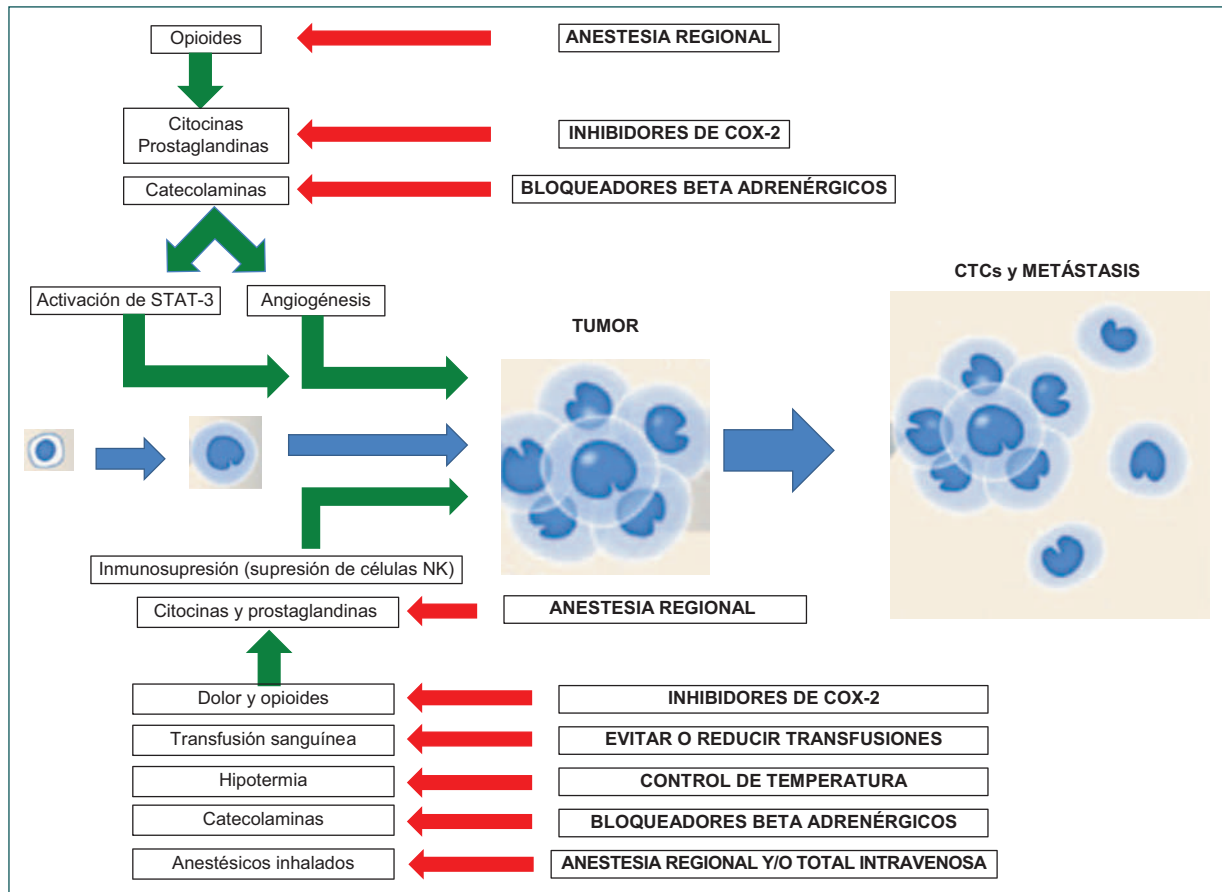 Opioides
ANESTESIA REGIONAL
Citocinas
Prostaglandinas
INHIBIDORES DE COX-2
Catecolaminas
BLOQUEADORES BETA ADRENÉRGICOS
Activación de STAT-3
Angiogénesis
TUMOR
CTCs y METÁSTASIS
Inmunosupresión (supresión de células NK)
Citocinas y prostaglandinas
ANESTESIA REGIONAL
Dolor y opioides
INHIBIDORES DE COX-2
Transfusión sanguínea
EVITAR O REDUCIR TRANSFUSIONES
Hipotermia
CONTROL DE TEMPERATURA
Catecolaminas
BLOQUEADORES BETA ADRENÉRGICOS
Anestésicos inhalados
ANESTESIA REGIONAL Y/O TOTAL INTRAVENOSA